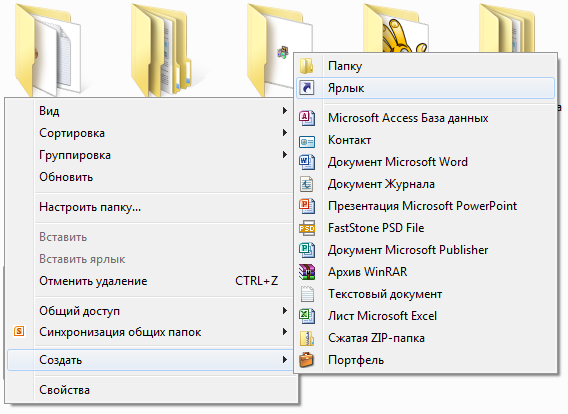 Вид
Сортировка
Группировка
Обновить
Настроить папку...
Вставить
Вставить ярлык
Отменить удаление CTRL+Z
Общий доступ
Синхронизация общих папок
Создать
Свойства
Папку
Ярлык
Microsoft Access База данных
Контакт
Документ Microsoft Word
Документ Журнала
Презентация Microsoft PowerPoint
FastStone PSD File
Документ Microsoft Publisher
Архив WinRAR
Текстовый документ
Лист Microsoft Excel
Сжатая ZIP-папка
Портфель